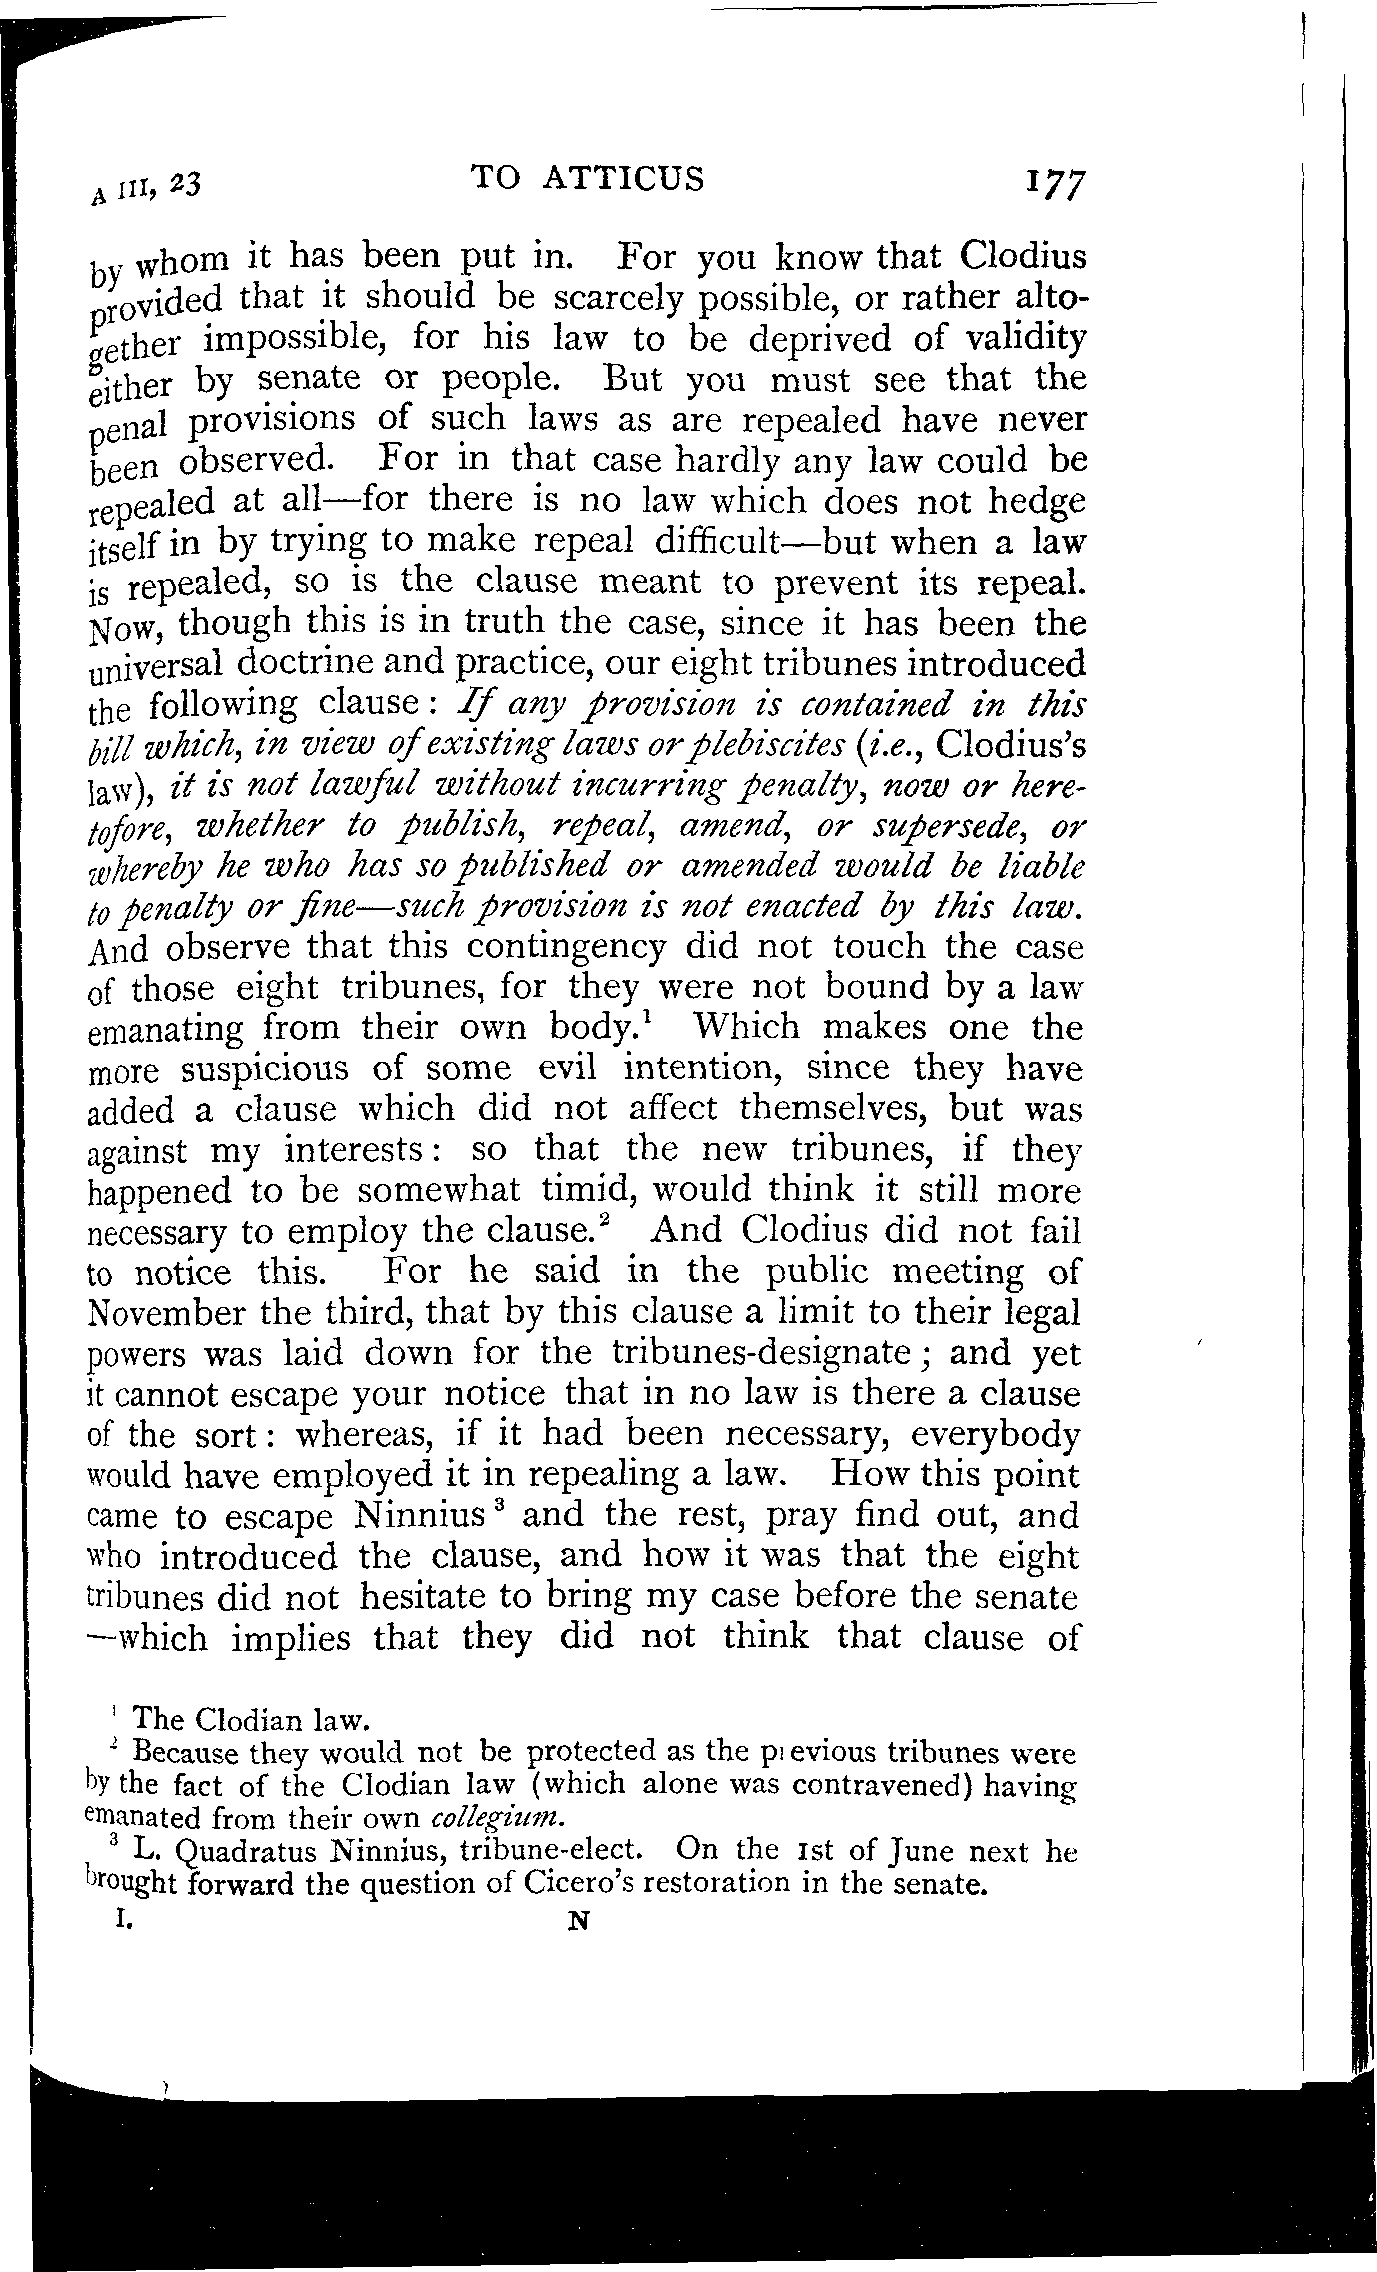 A III, 23 TO ATTICUS 177
by whom it has been put in. For you know that Clodius
provided that it should be scarcely possible, or rather alto-
gether impossible, for his law to be deprived of validity
either by senate or people. But you must see that the
penal provisions of such laws as are repealed have never
been observed. For in that case hardly any law could be
repealed at all—for there is no law which does not hedge
itself in by trying to make repeal difficult—but when a law
is repealed, so is the clause meant to prevent its repeal.
Now, though this is in truth the case, since it has been the
universal doctrine and practice, our eight tribunes introduced
the following clause: If any provision is contained in this
bill which, in view of existing laws or plebiscites (i.e., Clodius's
law), it is not lawful without incurring penalty, now or here-
tofore, whether to publish, repeal, amend, or supersede, or
whereby he who has so published or amended would be liable
to penalty or fine—such provision is not enacted by this law.
And observe that this contingency did not touch the case
of those eight tribunes, for they were not bound by a law
emanating from their own body.¹ Which makes one the
more suspicious of some evil intention, since they have
added a clause which did not affect themselves, but was
against my interests: so that the new tribunes, if they
happened to be somewhat timid, would think it still more
necessary to employ the clause.² And Clodius did not fail
to notice this. For he said in the public meeting of
November the third, that by this clause a limit to their legal
powers was laid down for the tribunes-designate; and yet
it cannot escape your notice that in no law is there a clause
of the sort: whereas, if it had been necessary, everybody
would have employed it in repealing a law. How this point
came to escape Ninnius³ and the rest, pray find out, and
who introduced the clause, and how it was that the eight
tribunes did not hesitate to bring my case before the senate
—which implies that they did not think that clause of
¹ The Clodian law.
² Because they would not be protected as the previous tribunes were
by the fact of the Clodian law (which alone was contravened) having
emanated from their own collegium.
³ L. Quadratus Ninnius, tribune-elect. On the 1st of June next he
brought forward the question of Cicero's restoration in the senate.
I. N